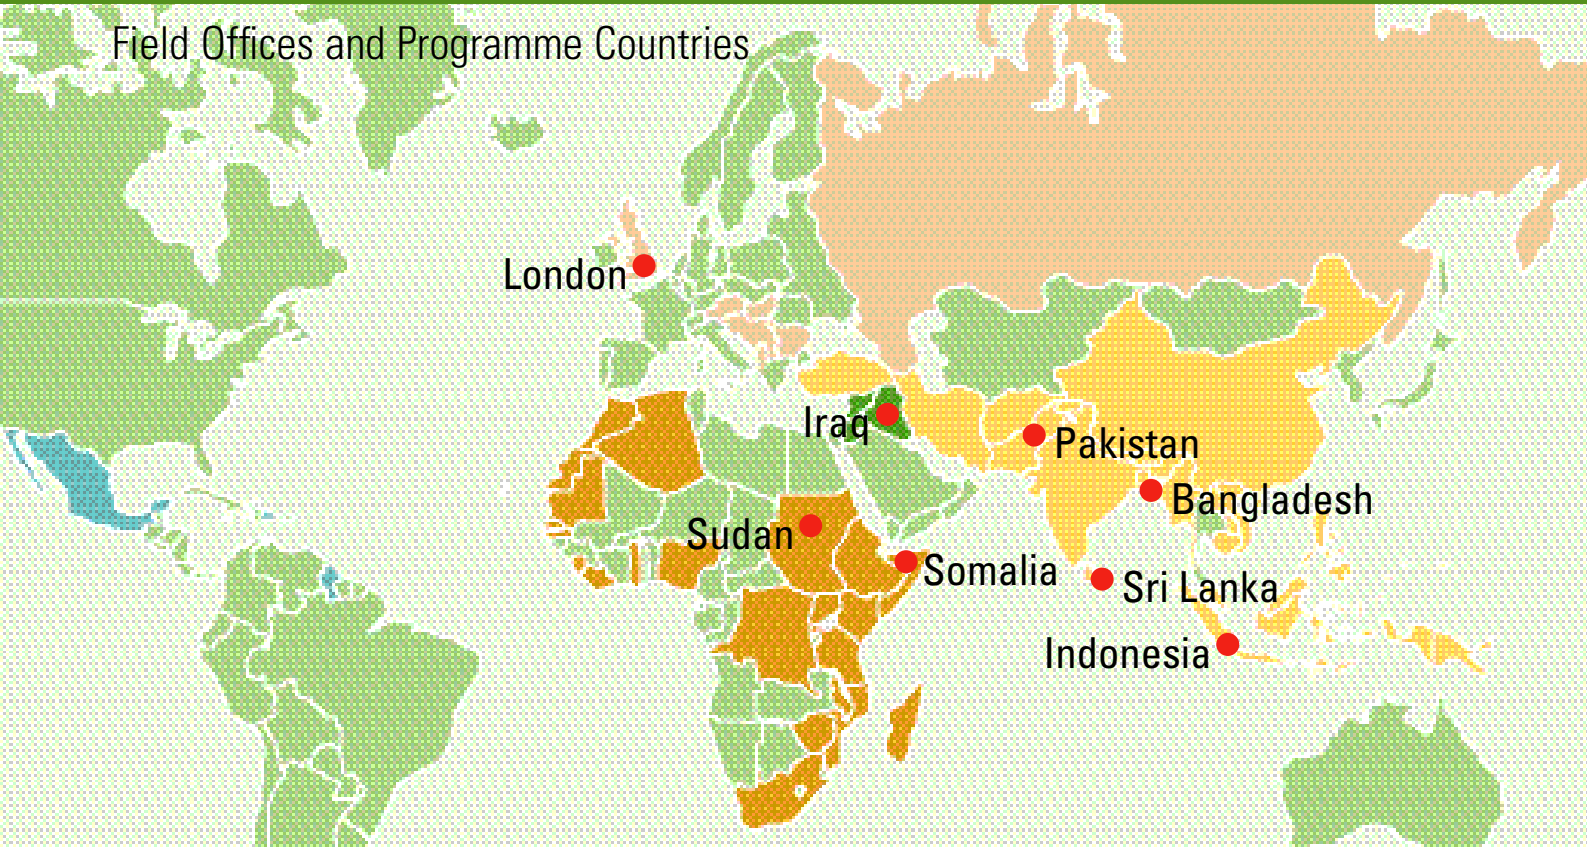 Field Offices and Programme Countries
London
Iraq
Pakistan
Bangladesh
Sudan
Somalia
Sri Lanka
Indonesia